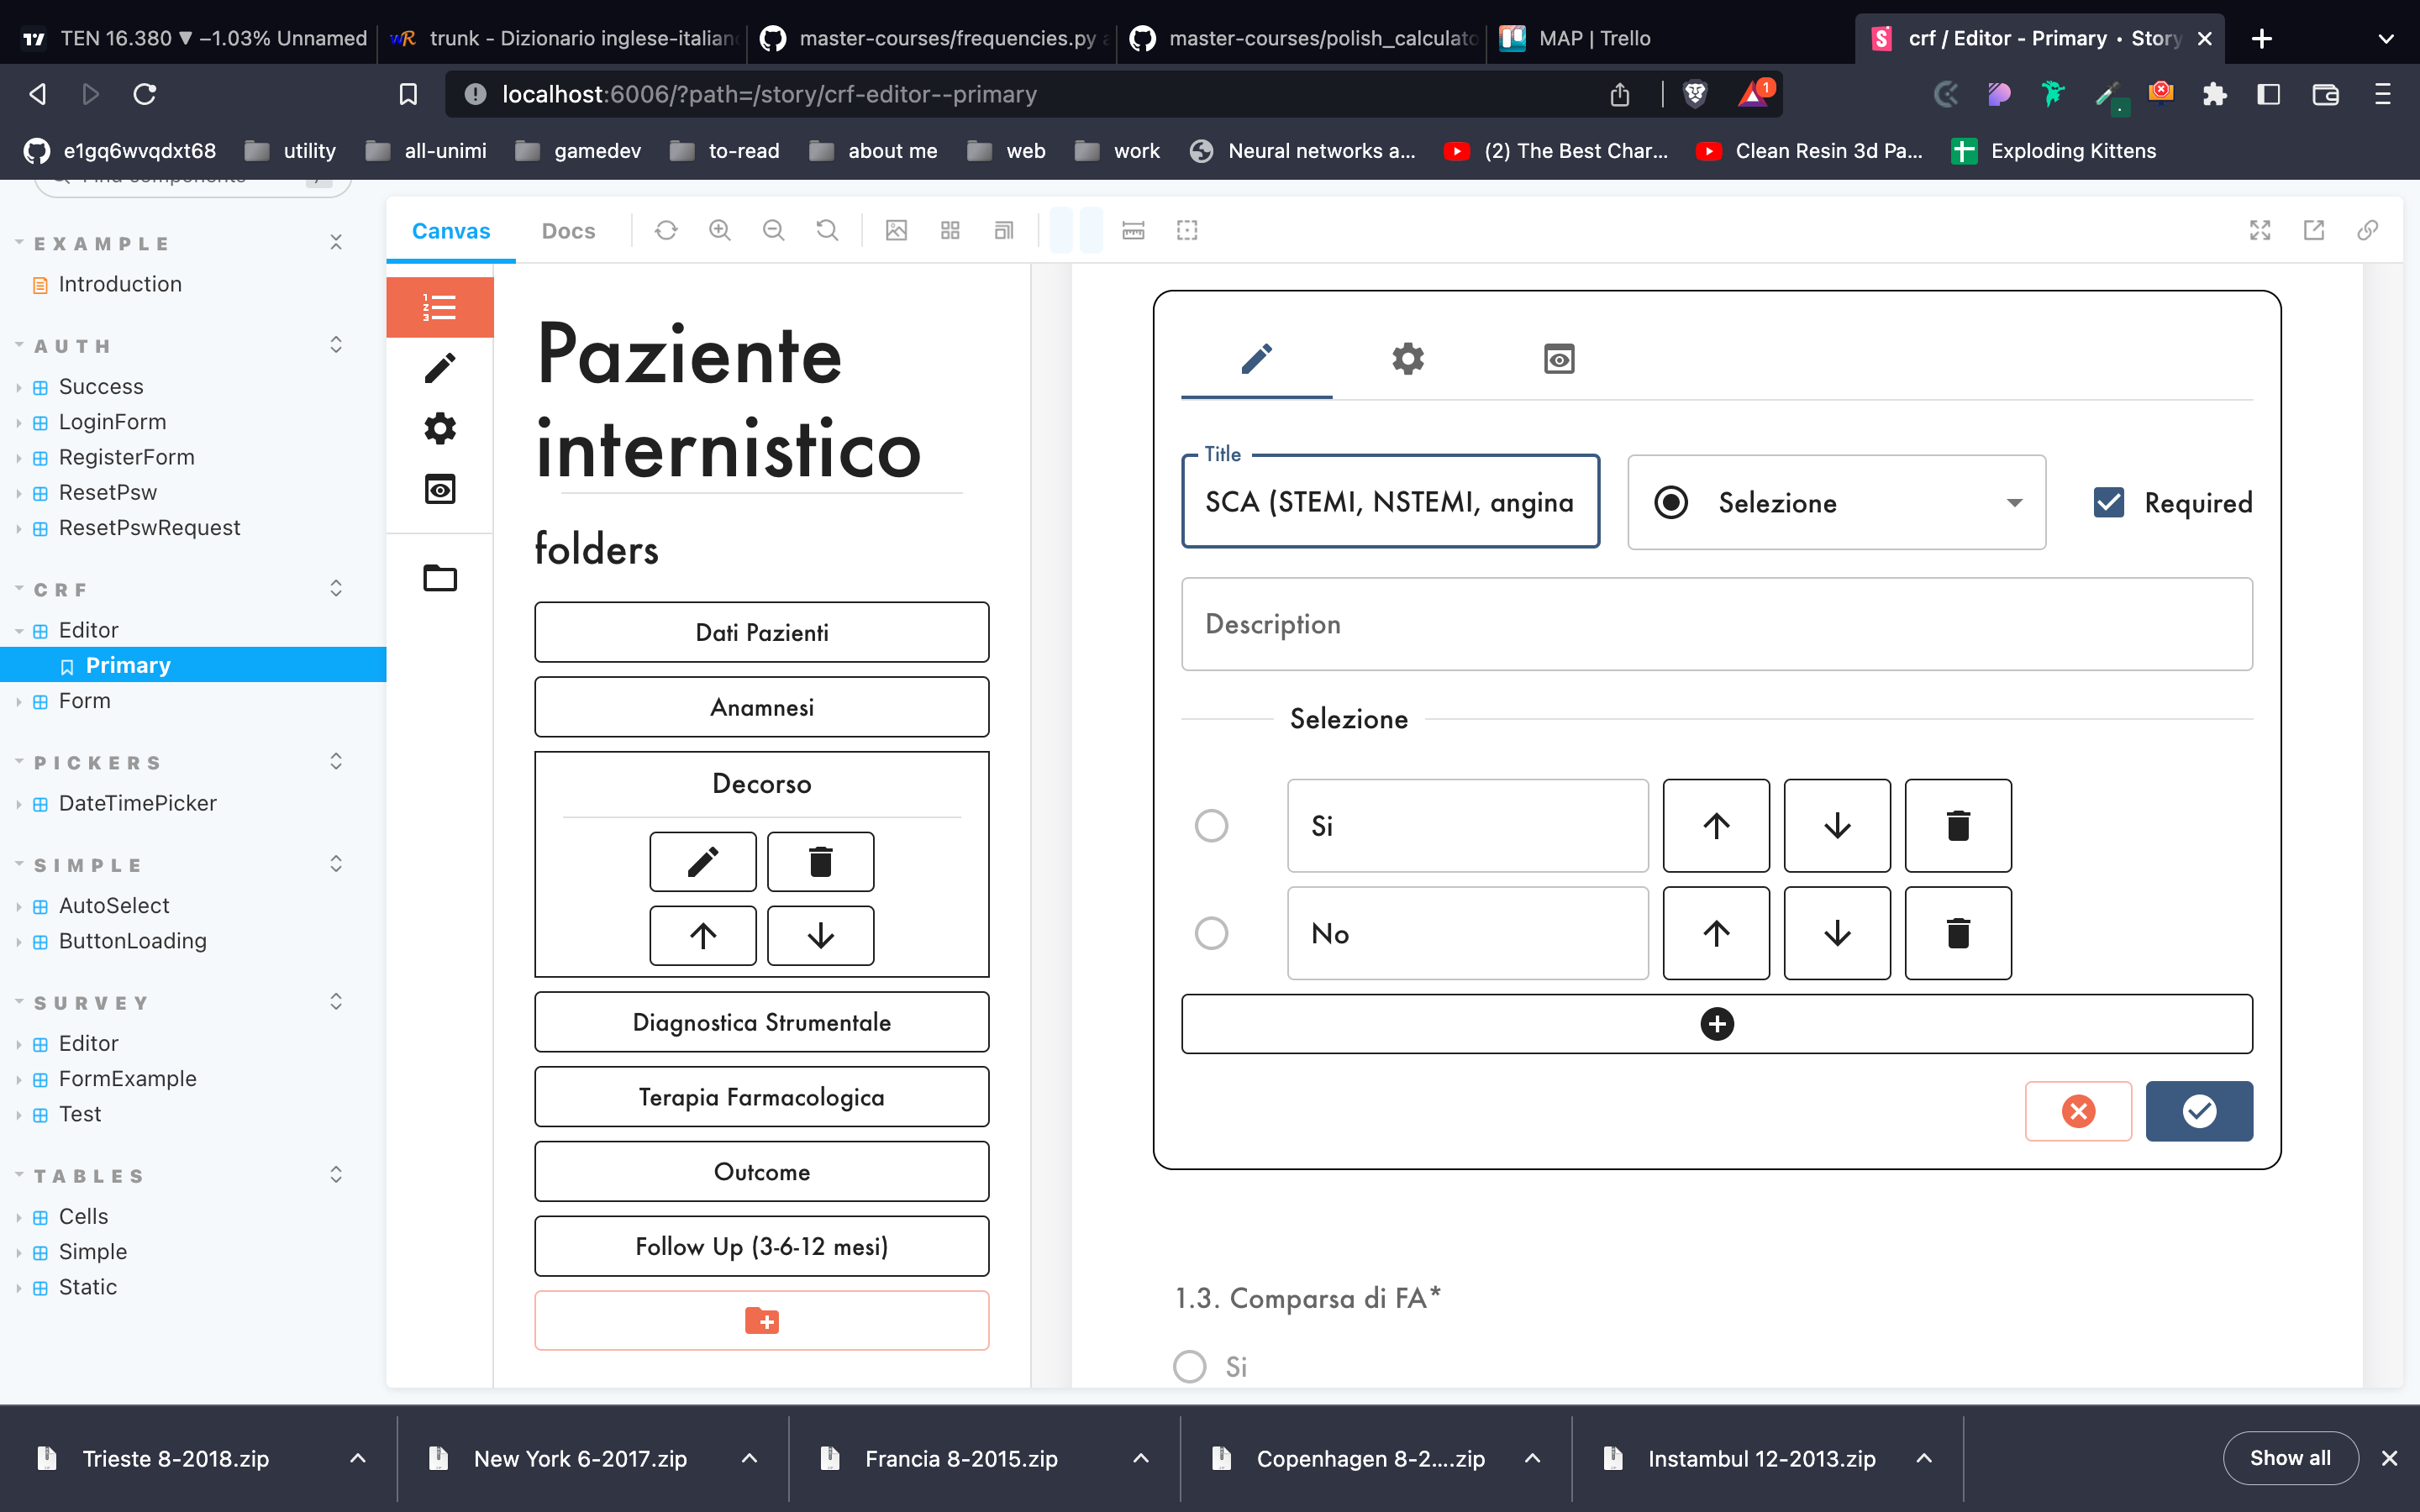 TEN 16.380 ▼ −1.03% Unnamed
trunk - Dizionario inglese-italian
master-courses/frequencies.py
master-courses/polish_calculato
MAP | Trello
crf / Editor - Primary • Story
localhost:6006/?path=/story/crf-editor--primary
1
e1gq6wvqdxt68
utility
all-unimi
gamedev
to-read
about me
web
work
Neural networks a...
(2) The Best Char...
Clean Resin 3d Pa...
Exploding Kittens
Find components
/
EXAMPLE
Introduction
AUTH
Success
LoginForm
RegisterForm
ResetPsw
ResetPswRequest
CRF
Editor
Primary
Form
PICKERS
DateTimePicker
SIMPLE
AutoSelect
ButtonLoading
SURVEY
Editor
FormExample
Test
TABLES
Cells
Simple
Static
Canvas
Docs
Paziente
internistico
folders
Dati Pazienti
Anamnesi
Decorso
Diagnostica Strumentale
Terapia Farmacologica
Outcome
Follow Up (3-6-12 mesi)
Title
SCA (STEMI, NSTEMI, angina
Selezione
Required
Description
Selezione
Si
No
1.3. Comparsa di FA*
Si
Trieste 8-2018.zip
New York 6-2017.zip
Francia 8-2015.zip
Copenhagen 8-2....zip
Instambul 12-2013.zip
Show all